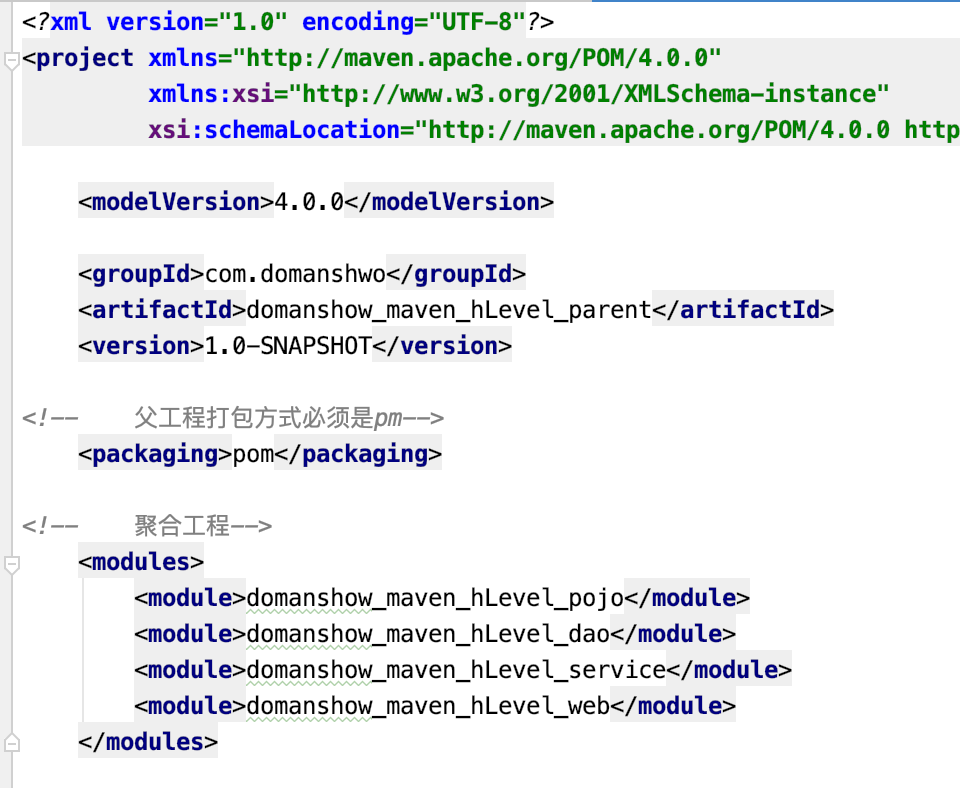 <?xml version="1.0" encoding="UTF-8"?>
<project xmlns="http://maven.apache.org/POM/4.0.0"
xmlns:xsi="http://www.w3.org/2001/XMLSchema-instance"
xsi:schemaLocation="http://maven.apache.org/POM/4.0.0 http
<modelVersion>4.0.0</modelVersion>
<groupId>com.domanshwo</groupId>
<artifactId>domanshow_maven_hLevel_parent</artifactId>
<version>1.0-SNAPSHOT</version>
<!-- 父工程打包方式必须是pm-->
<packaging>pom</packaging>
<!-- 聚合工程-->
<modules>
<module>domanshow_maven_hLevel_pojo</module>
<module>domanshow_maven_hLevel_dao</module>
<module>domanshow_maven_hLevel_service</module>
<module>domanshow_maven_hLevel_web</module>
</modules>